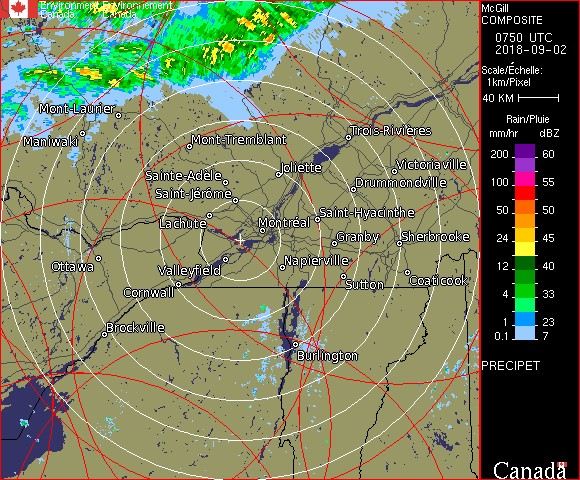 Environment Environnement
Canada Canada
McGill
COMPOSITE
0750 UTC
2018-09-02
Scale/Échelle:
1km/Pixel
40 KM
Rain/Pluie
mm/hr dBZ
200 60
100 55
50 50
24 45
12 40
4 33
1 23
0.1 7
PRECIPET
Canada
Mont-Laurier
Maniwaki
Mont-Tremblant
Trois-Rivières
Joliette
Victoriaville
Sainte-Adèle
Drummondville
Saint-Jérôme
Saint-Hyacinthe
Lachute
Montréal
Granby
Sherbrooke
Ottawa
Valleyfield
Napierville
Cornwall
Sutton
Coaticook
Brockville
Burlington